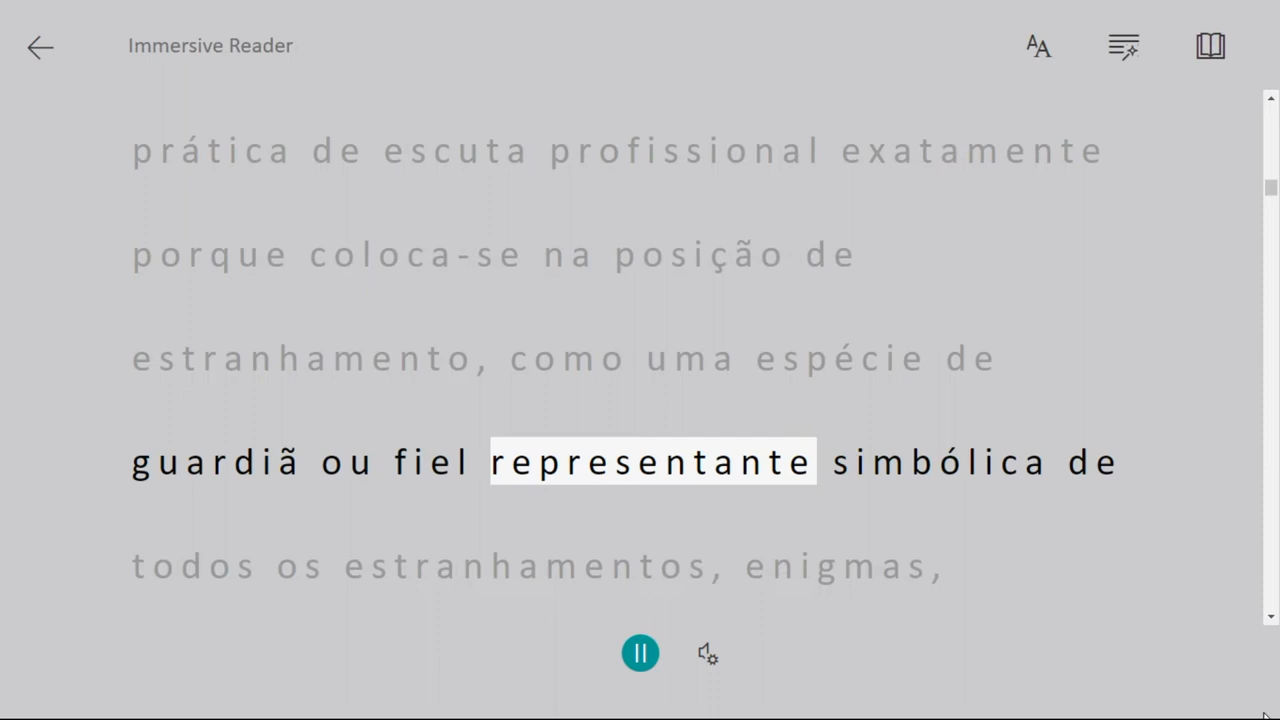 Immersive Reader
prática de escuta profissional exatamente
porque coloca-se na posição de
estranhamento, como uma espécie de
guardiã ou fiel representante simbólica de
todos os estranhamentos, enigmas,